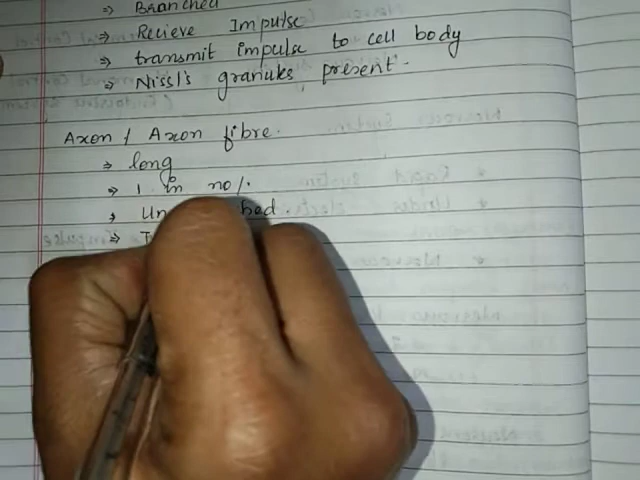 ⇒ Branched
⇒ Recieve Impulse
⇒ transmit impulse to cell body
⇒ Nissl's granules present.
Axon / Axon fibre.
⇒ long
⇒ 1 in no/.